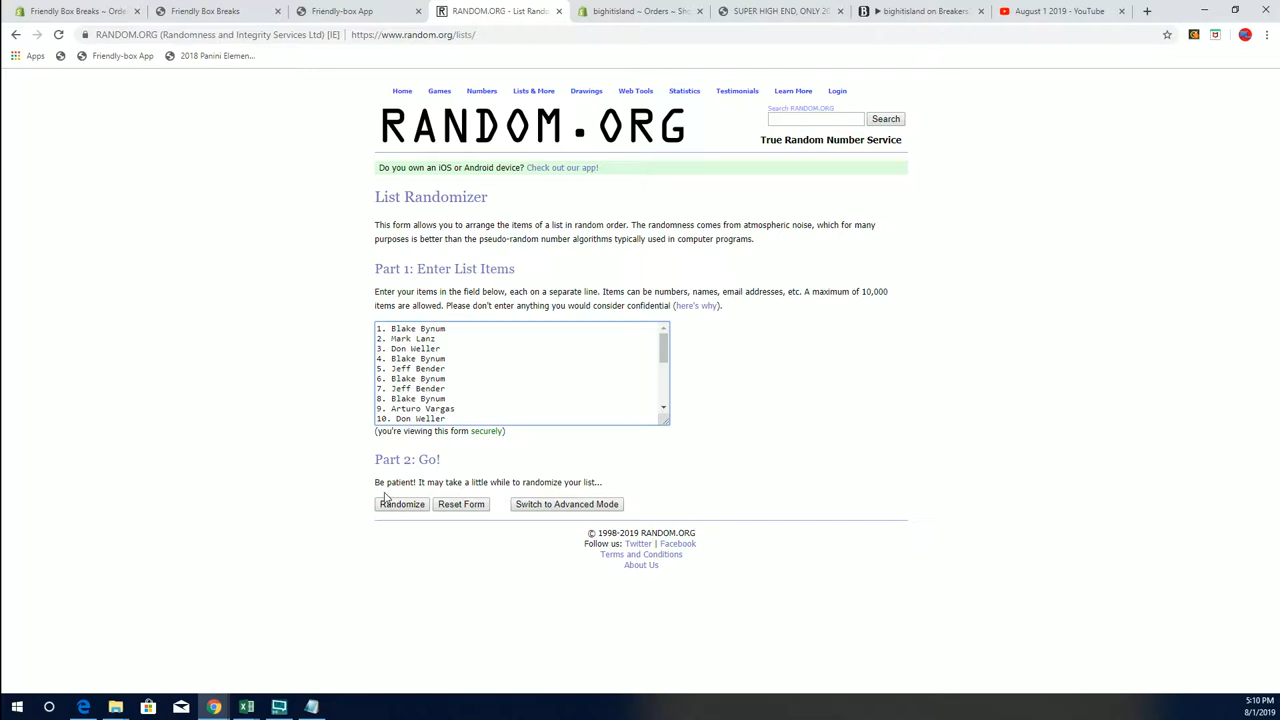 Friendly Box Breaks ~ Orde
Friendly Box Breaks
Friendly-box App
RANDOM.ORG - List Rando
bighitisland ~ Orders ~ Sh
SUPER HIGH END, ONLY 20
bighitisland on Breakers
August 1 2019 - YouTube
RANDOM.ORG (Randomness and Integrity Services Ltd) [IE] | https://www.random.org/lists/
Apps Friendly-box App 2018 Panini Elemen...
Home Games Numbers Lists & More Drawings Web Tools Statistics Testimonials Learn More Login
RANDOM.ORG
Search RANDOM.ORG
Search
True Random Number Service
Do you own an iOS or Android device? Check out our app!
List Randomizer
This form allows you to arrange the items of a list in random order. The randomness comes from atmospheric noise, which for many
purposes is better than the pseudo-random number algorithms typically used in computer programs.
Part 1: Enter List Items
Enter your items in the field below, each on a separate line. Items can be numbers, names, email addresses, etc. A maximum of 10,000
items are allowed. Please don't enter anything you would consider confidential (here's why).
1. Blake Bynum
2. Mark Lanz
3. Don Weller
4. Blake Bynum
5. Jeff Bender
6. Blake Bynum
7. Jeff Bender
8. Blake Bynum
9. Arturo Vargas
10. Don Weller
(you're viewing this form securely)
Part 2: Go!
Be patient! It may take a little while to randomize your list...
Randomize Reset Form Switch to Advanced Mode
© 1998-2019 RANDOM.ORG
Follow us: Twitter | Facebook
Terms and Conditions
About Us
5:10 PM
8/1/2019